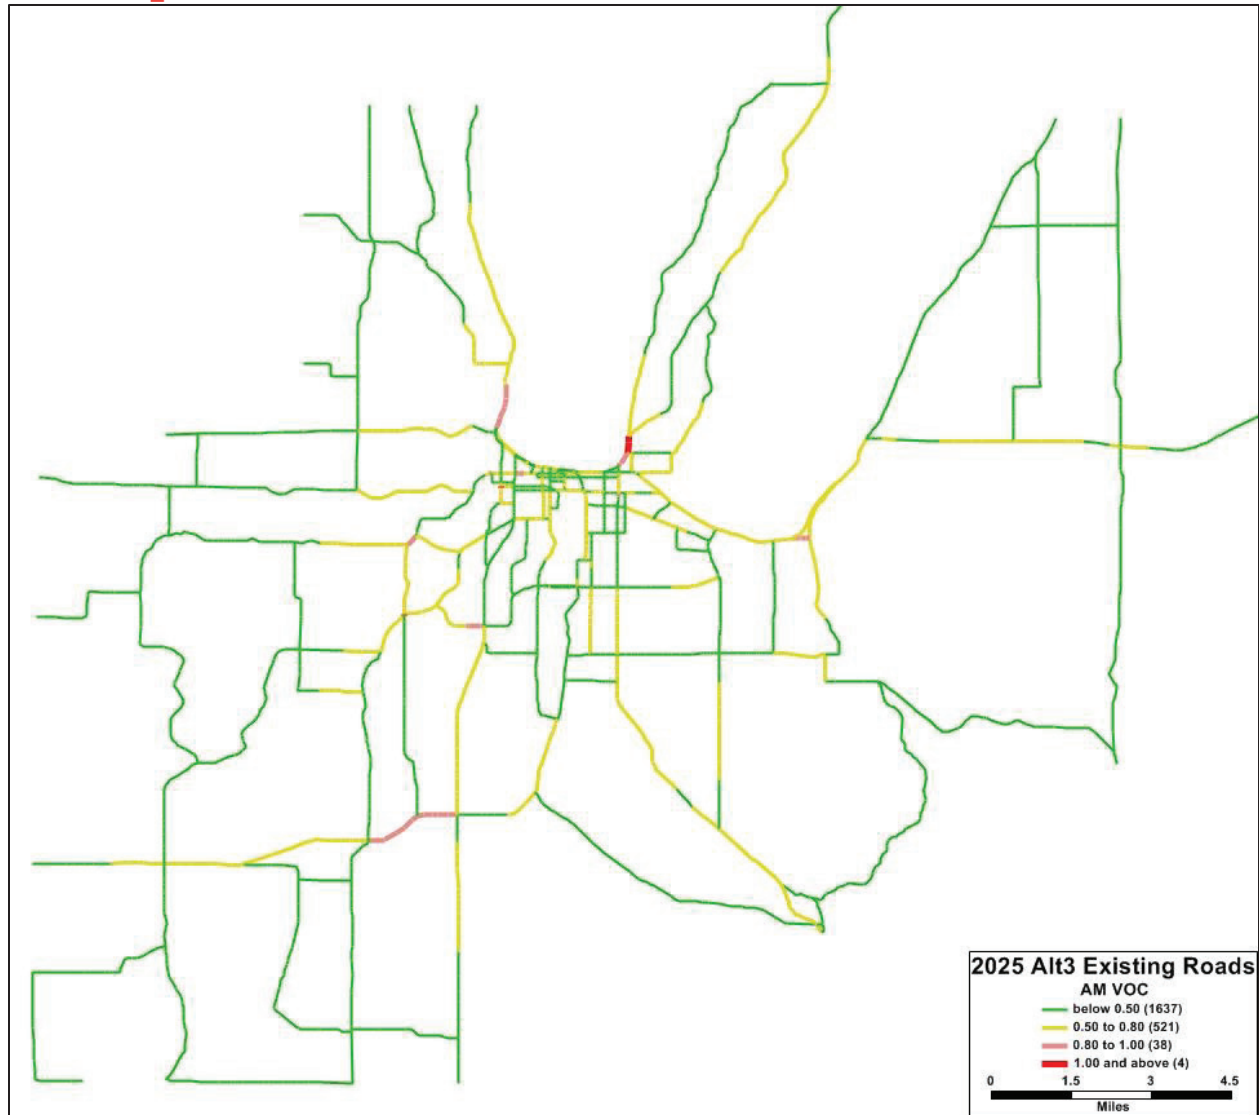 2025 Alt3 Existing Roads
AM VOC
below 0.50 (1637)
0.50 to 0.80 (521)
0.80 to 1.00 (38)
1.00 and above (4)
0 1.5 3 4.5
Miles